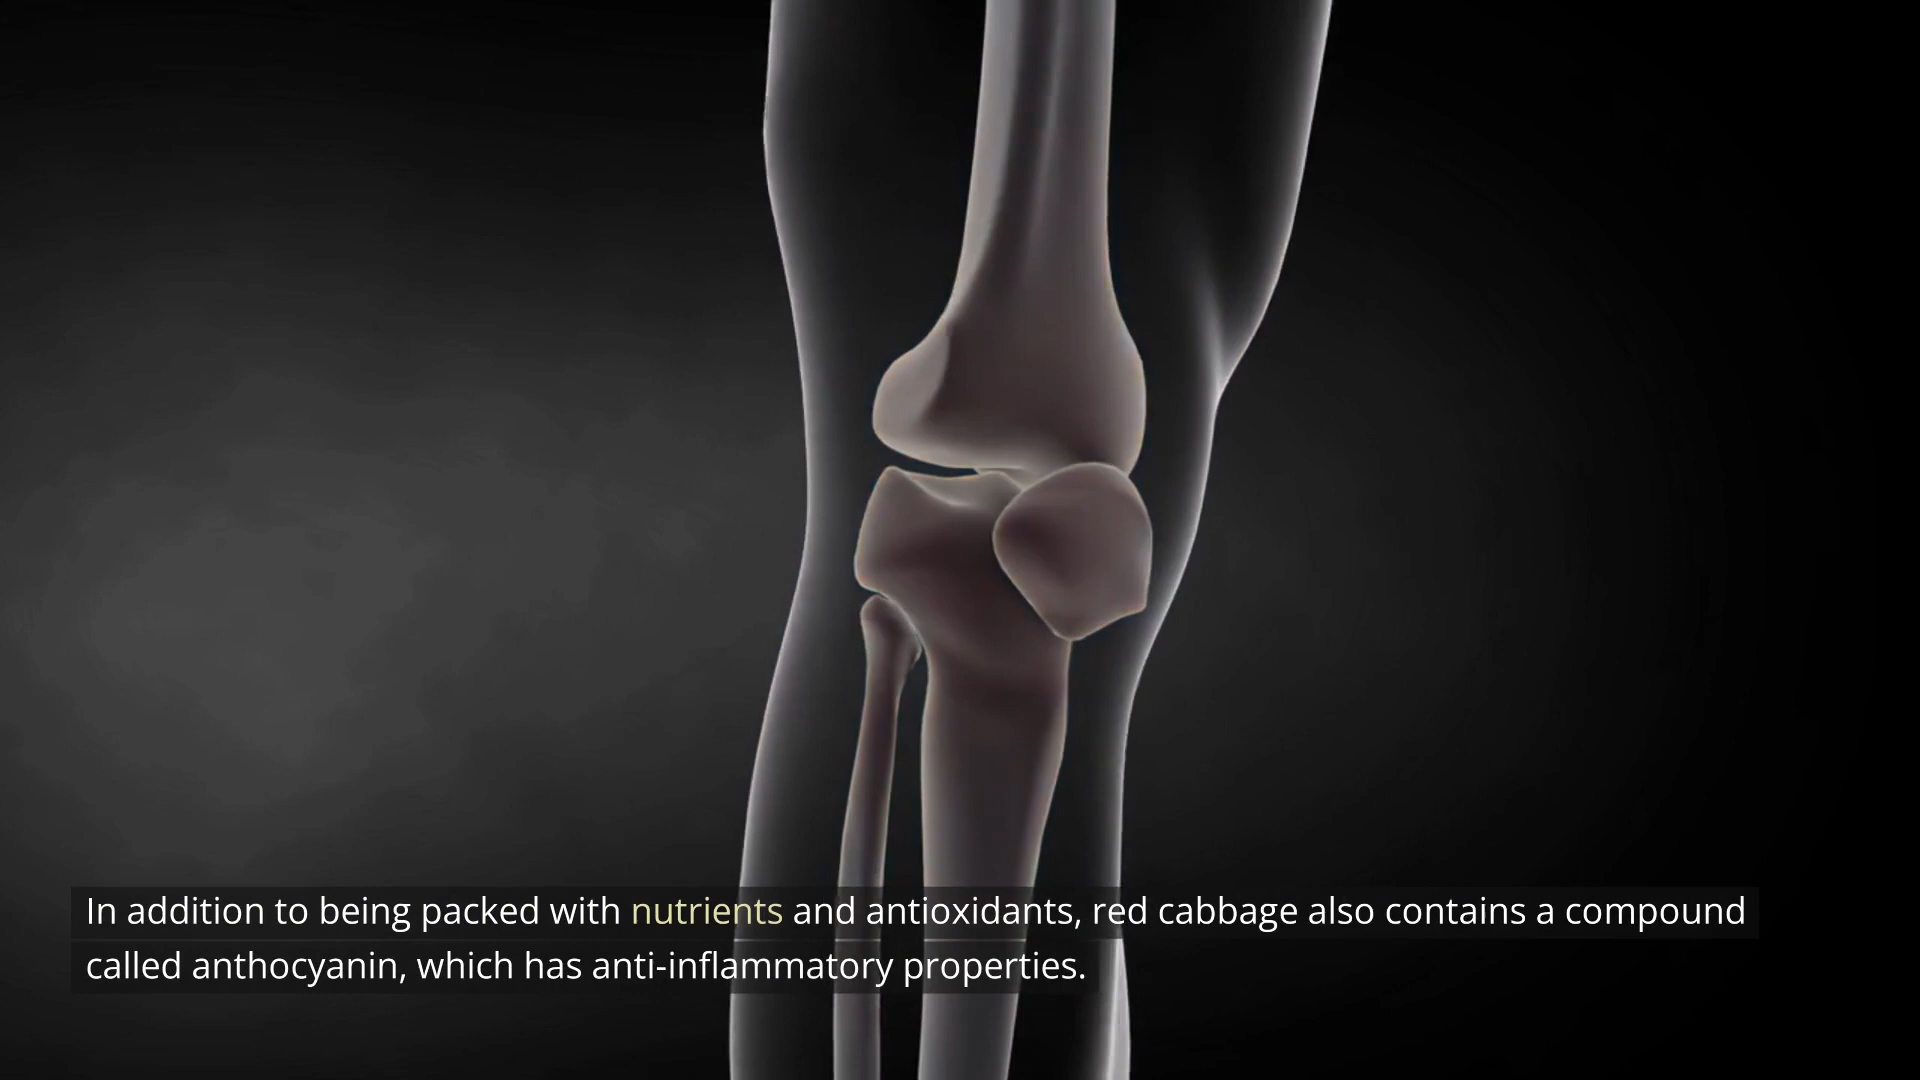 In addition to being packed with nutrients and antioxidants, red cabbage also contains a compound
called anthocyanin, which has anti-inflammatory properties.